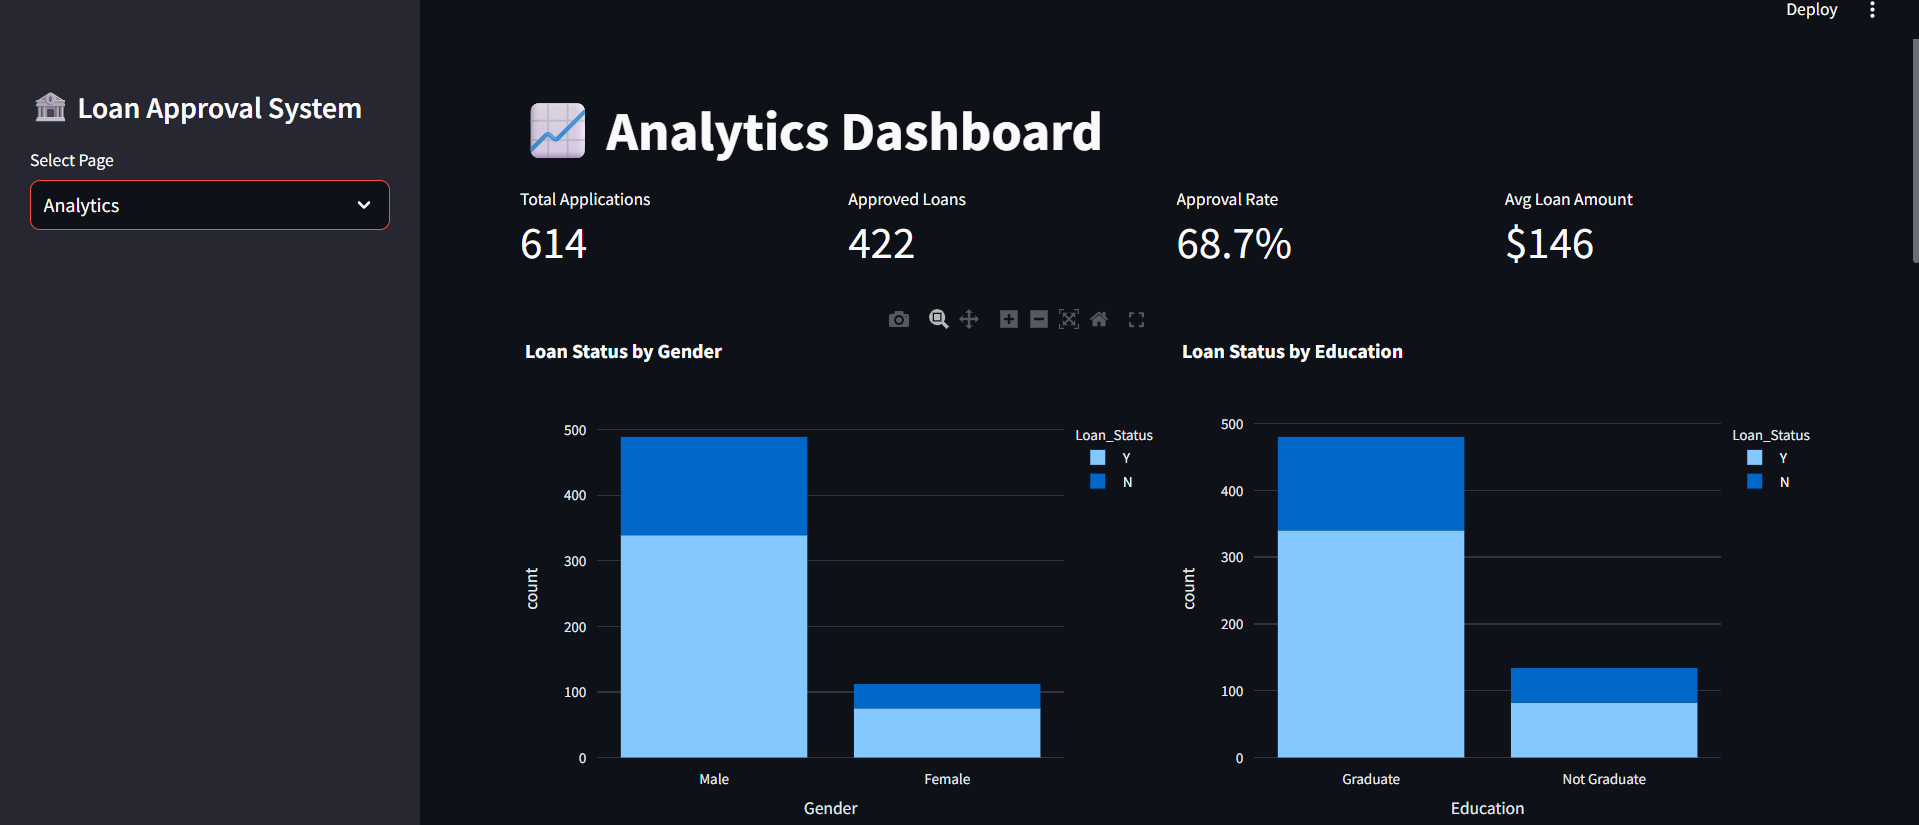 Deploy
Loan Approval System
Select Page
Analytics
Analytics Dashboard
Total Applications
614
Approved Loans
422
Approval Rate
68.7%
Avg Loan Amount
$146
Loan Status by Gender
500
400
300
200
100
0
count
Male
Female
Gender
Loan_Status
Y
N
Loan Status by Education
500
400
300
200
100
0
count
Graduate
Not Graduate
Education
Loan_Status
Y
N